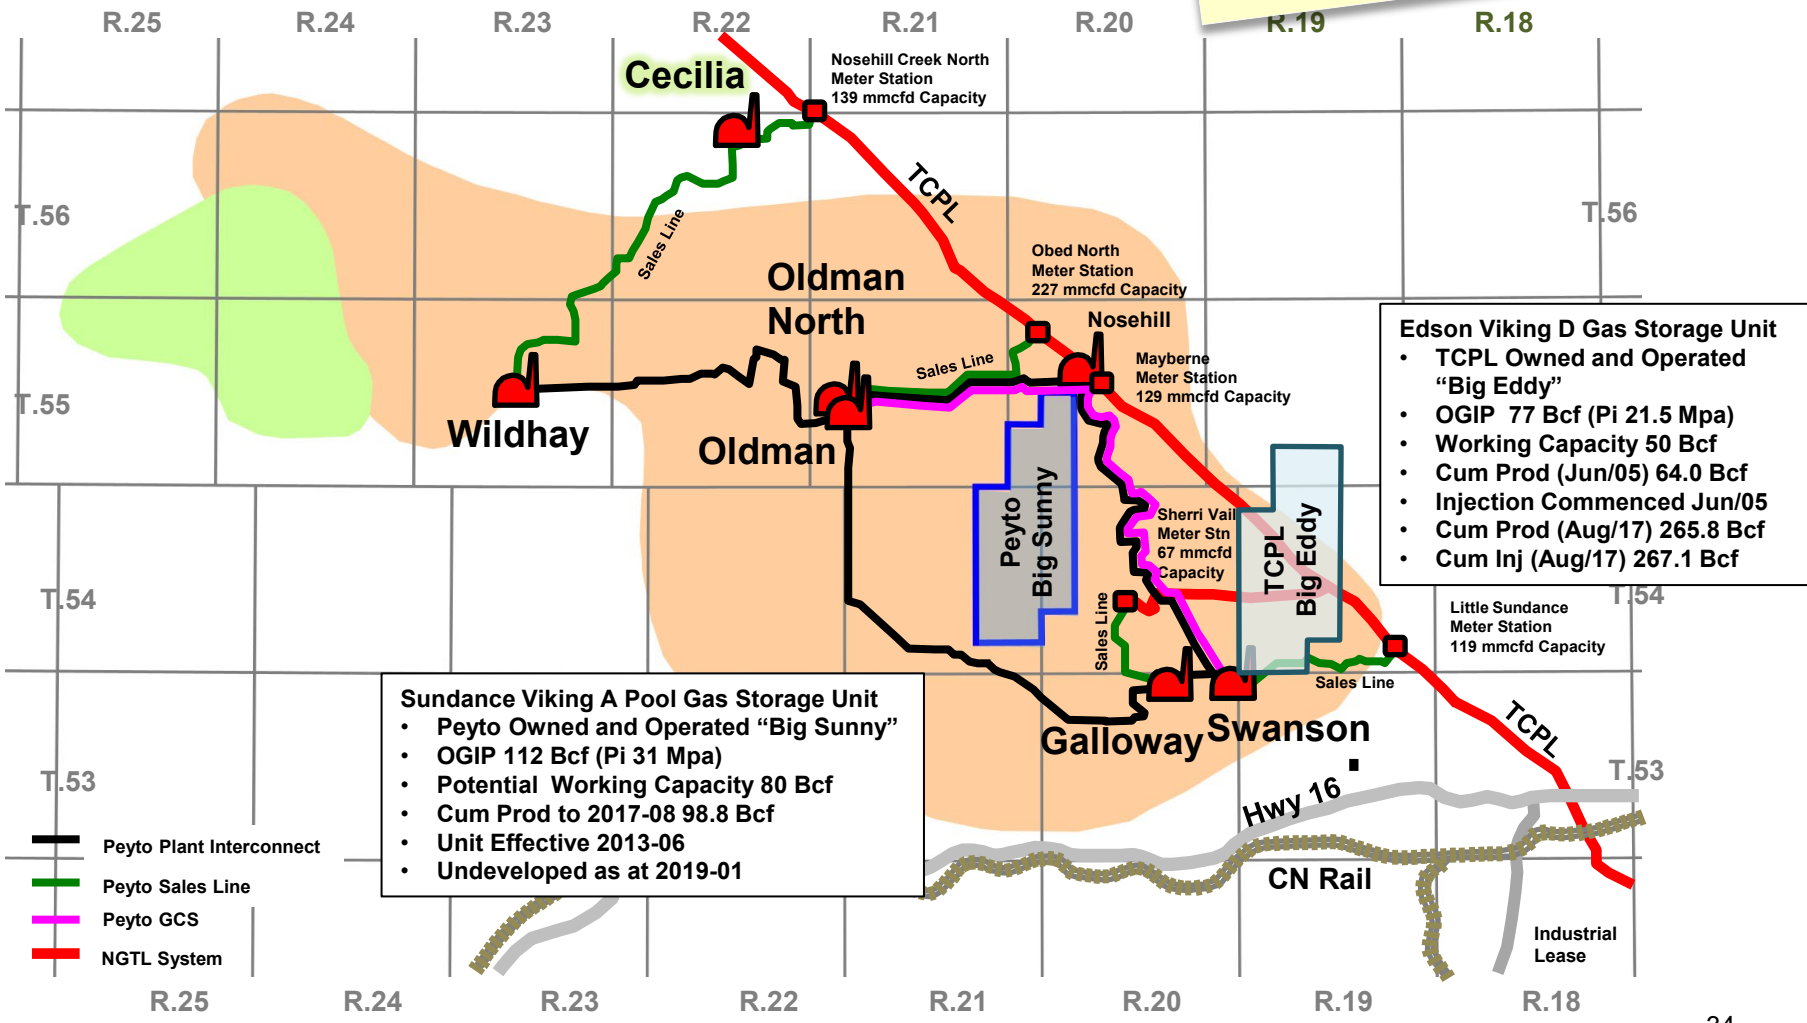 R.25 R.24 R.23 R.22 R.21 R.20 R.19 R.18
Nosehill Creek North
Meter Station
139 mmcfd Capacity
Cecilia
TCPL
T.56 T.56
Sales Line
Obed North
Meter Station
227 mmcfd Capacity
Oldman
North
Nosehill
Sales Line
Mayberne
Meter Station
129 mmcfd Capacity
Edson Viking D Gas Storage Unit
• TCPL Owned and Operated
“Big Eddy”
• OGIP 77 Bcf (Pi 21.5 Mpa)
• Working Capacity 50 Bcf
• Cum Prod (Jun/05) 64.0 Bcf
• Injection Commenced Jun/05
• Cum Prod (Aug/17) 265.8 Bcf
• Cum Inj (Aug/17) 267.1 Bcf
T.55
Wildhay
Oldman
Peyto
Big Sunny
Sherri Vail
Meter Stn
67 mmcfd
Capacity
TCPL
Big Eddy
T.54 T.54
Sales Line
Little Sundance
Meter Station
119 mmcfd Capacity
Sales Line
Sundance Viking A Pool Gas Storage Unit
• Peyto Owned and Operated “Big Sunny”
• OGIP 112 Bcf (Pi 31 Mpa)
• Potential Working Capacity 80 Bcf
• Cum Prod to 2017-08 98.8 Bcf
• Unit Effective 2013-06
• Undeveloped as at 2019-01
Galloway Swanson
TCPL
T.53 T.53
Hwy 16
CN Rail
Peyto Plant Interconnect
Peyto Sales Line
Peyto GCS
NGTL System
Industrial
Lease
R.25 R.24 R.23 R.22 R.21 R.20 R.19 R.18